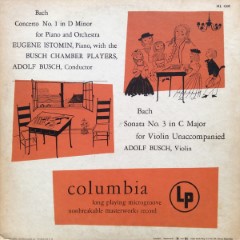 Bach
Concerto No. 1 in D Minor
for Piano and Orchestra
EUGENE ISTOMIN, Piano, with the
BUSCH CHAMBER PLAYERS,
ADOLF BUSCH, Conductor
Bach
Sonata No. 3 in C Major
for Violin Unaccompanied
ADOLF BUSCH, Violin
columbia
LP
long playing microgroove
unbreakable masterworks record